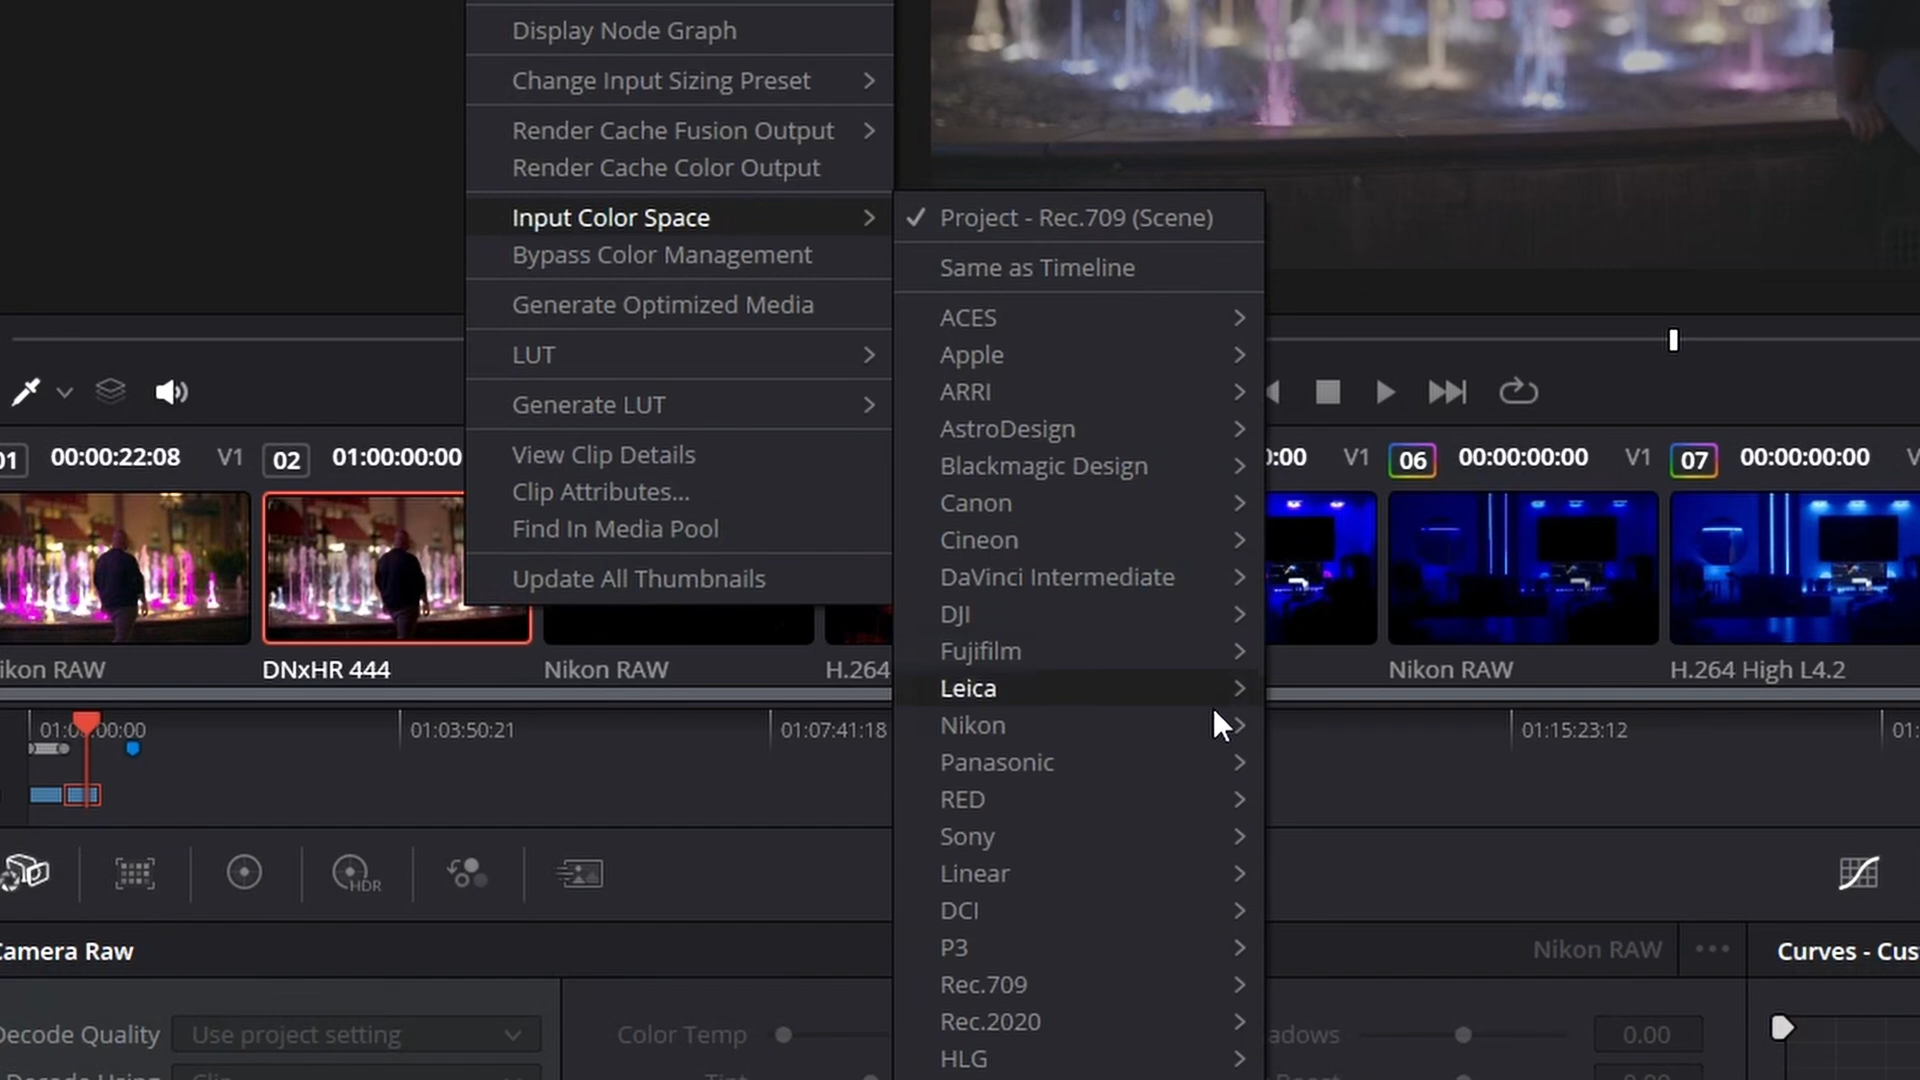 Display Node Graph
Change Input Sizing Preset
Render Cache Fusion Output
Render Cache Color Output
Input Color Space
Bypass Color Management
Generate Optimized Media
LUT
Generate LUT
View Clip Details
Clip Attributes...
Find In Media Pool
Update All Thumbnails
Project - Rec.709 (Scene)
Same as Timeline
ACES
Apple
ARRI
AstroDesign
Blackmagic Design
Canon
Cineon
DaVinci Intermediate
DJI
Fujifilm
Leica
Nikon
Panasonic
RED
Sony
Linear
DCI
P3
Rec.709
Rec.2020
HLG
01 00:00:22:08 V1 02 01:00:00:00 :00 V1 06 00:00:00:00 V1 07 00:00:00:00
ikon RAW DNxHR 444 Nikon RAW H.264 Nikon RAW H.264 High L4.2
01:03:50:21 01:07:41:18 01:15:23:12 01:
HDR
Camera Raw Nikon RAW Curves - Cus
Decode Quality Use project setting Color Temp adows 0.00